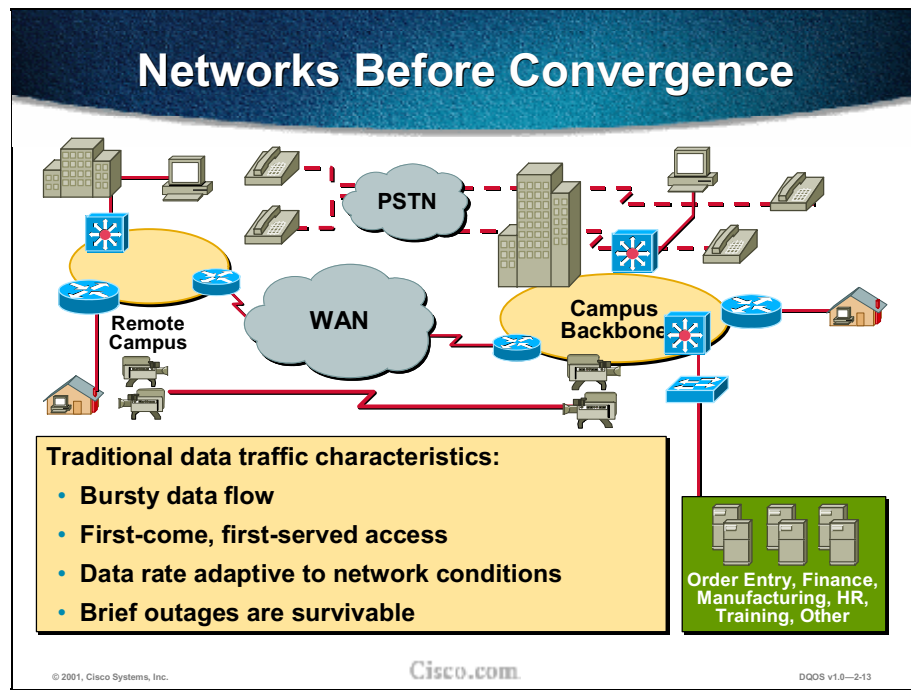 Networks Before Convergence
PSTN
WAN
Remote
Campus
Campus
Backbone
Traditional data traffic characteristics:
• Bursty data flow
• First-come, first-served access
• Data rate adaptive to network conditions
• Brief outages are survivable
Order Entry, Finance,
Manufacturing, HR,
Training, Other
© 2001, Cisco Systems, Inc.
Cisco.com
DQOS v1.0—2-13